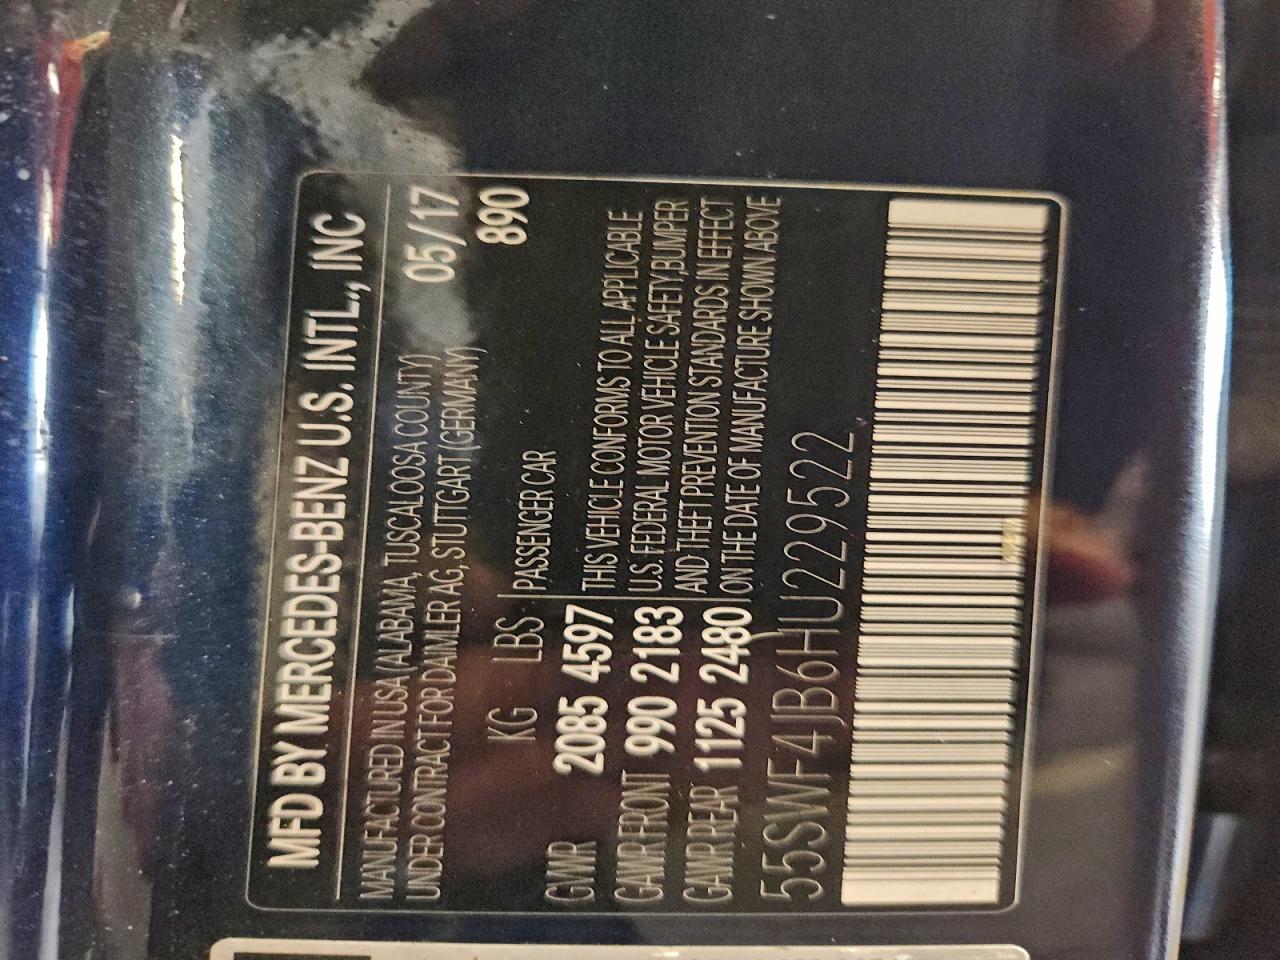 MFD BY MERCEDES-BENZ U.S. INTL., INC
MANUFACTURED IN USA (ALABAMA, TUSCALOOSA COUNTY) 05/17
UNDER CONTRACT FOR DAIMLER AG, STUTTGART (GERMANY)
890
KG LBS PASSENGER CAR
GWR 2085 4597 THIS VEHICLE CONFORMS TO ALL APPLICABLE
GAWR FRONT 990 2183 U.S. FEDERAL MOTOR VEHICLE SAFETY, BUMPER
GAWR REAR 1125 2480 AND THEFT PREVENTION STANDARDS IN EFFECT
ON THE DATE OF MANUFACTURE SHOWN ABOVE
55SWF4JB6HU229522